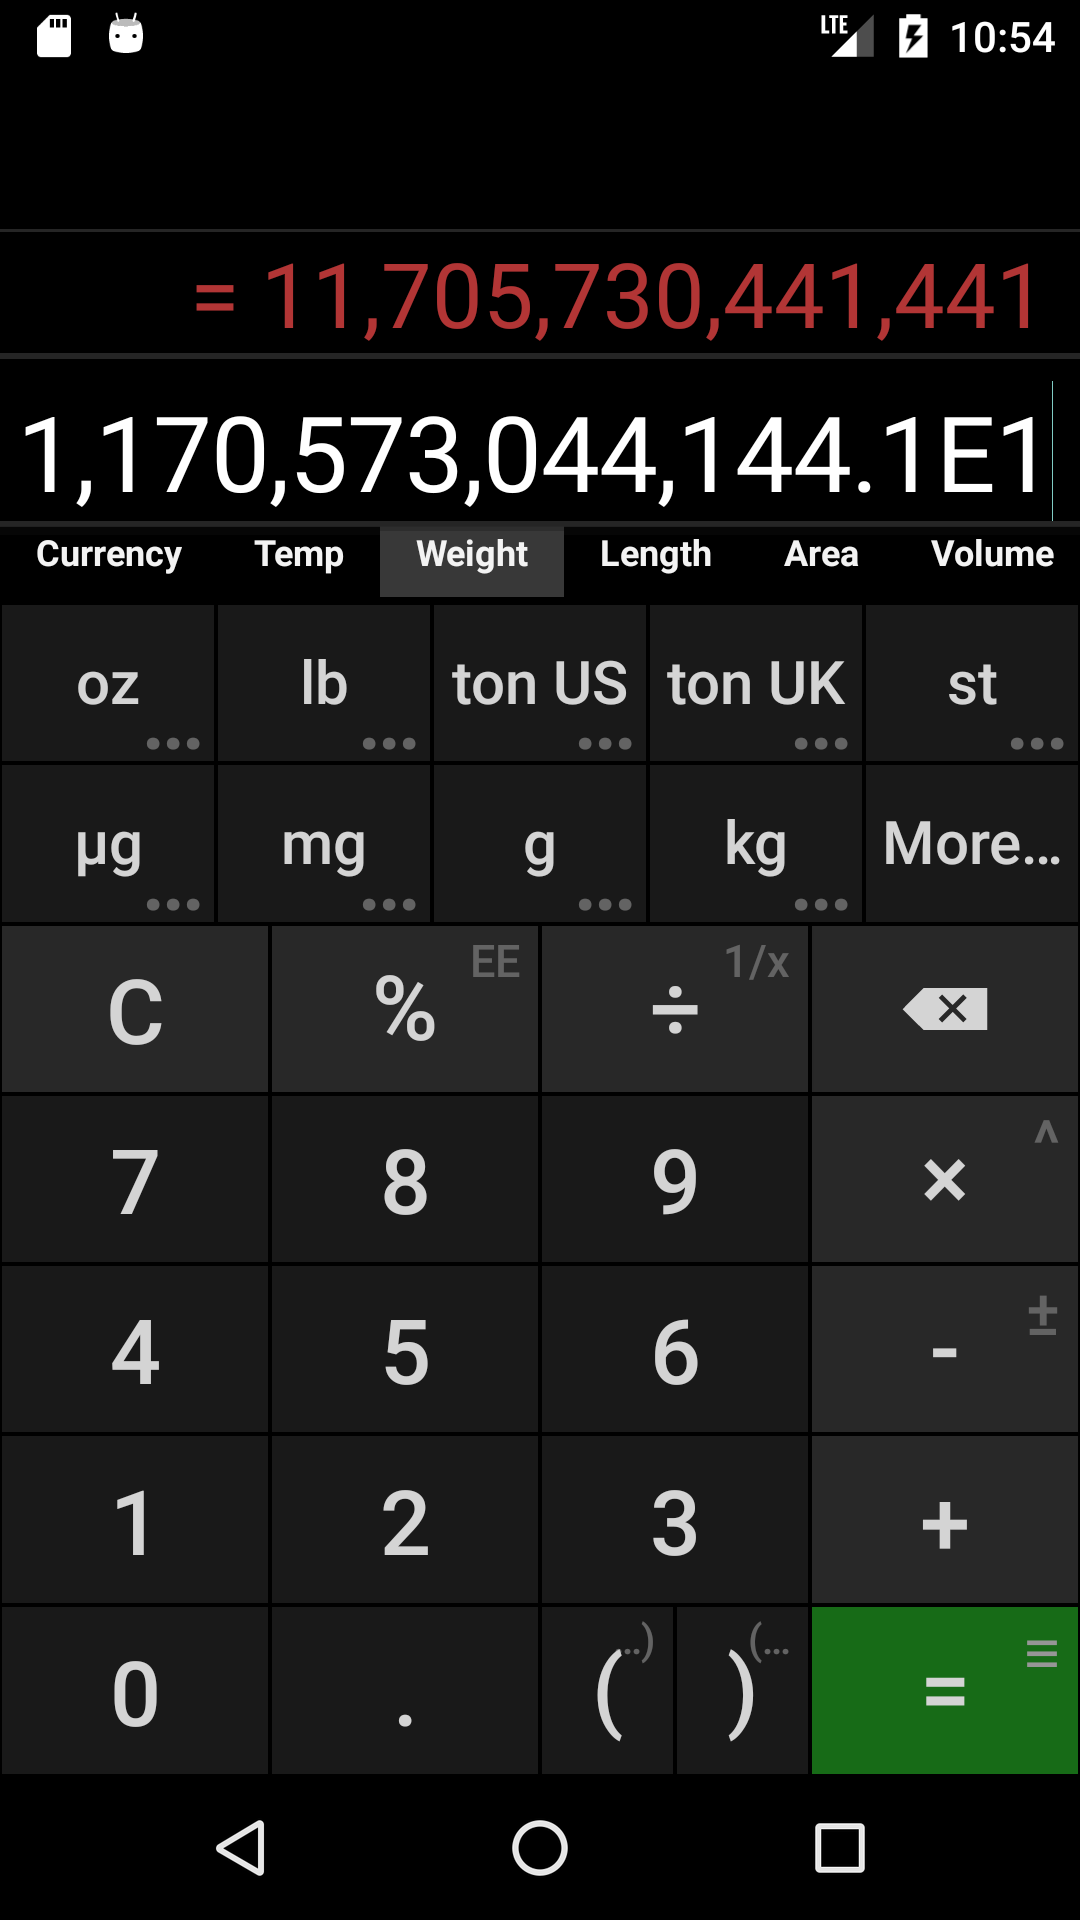 LTE 10:54
= 11,705,730,441,441
1,170,573,044,144.1E1
Currency Temp Weight Length Area Volume
oz lb ton US ton UK st
µg mg g kg More...
C % EE ÷ 1/x
7 8 9 × ^
4 5 6 - ±
1 2 3 +
0 . ( ..) ) (... =